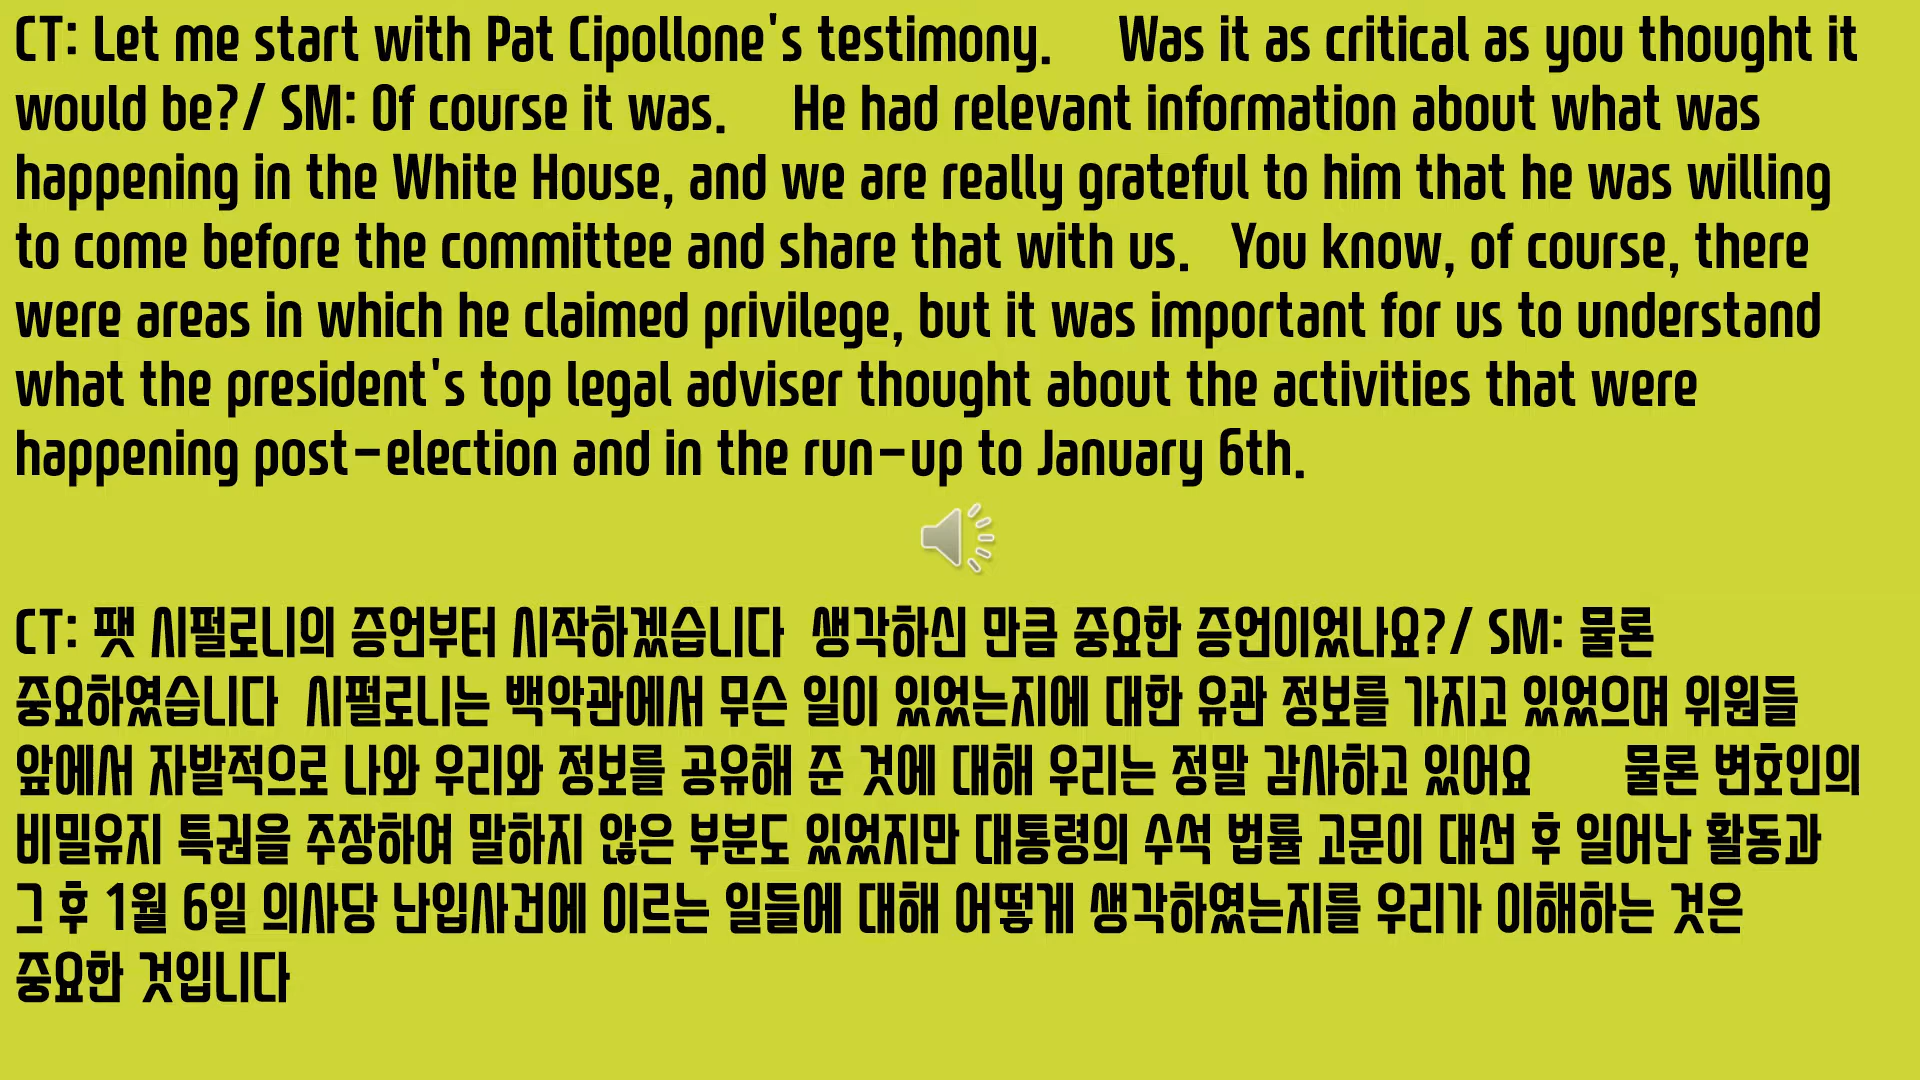 CT: Let me start with Pat Cipollone's testimony. Was it as critical as you thought it
would be?/ SM: Of course it was. He had relevant information about what was
happening in the White House, and we are really grateful to him that he was willing
to come before the committee and share that with us. You know, of course, there
were areas in which he claimed privilege, but it was important for us to understand
what the president's top legal adviser thought about the activities that were
happening post-election and in the run-up to January 6th.
CT: 팻 시펄로니의 증언부터 시작하겠습니다 생각하신 만큼 중요한 증언이었나요?/ SM: 물론
중요하였습니다 시펄로니는 백악관에서 무슨 일이 있었는지에 대한 유관 정보를 가지고 있었으며 위원들
앞에서 자발적으로 나와 우리와 정보를 공유해 준 것에 대해 우리는 정말 감사하고 있어요 물론 변호인의
비밀유지 특권을 주장하여 말하지 않은 부분도 있었지만 대통령의 수석 법률 고문이 대선 후 일어난 활동과
그 후 1월 6일 의사당 난입사건에 이르는 일들에 대해 어떻게 생각하였는지를 우리가 이해하는 것은
중요한 것입니다